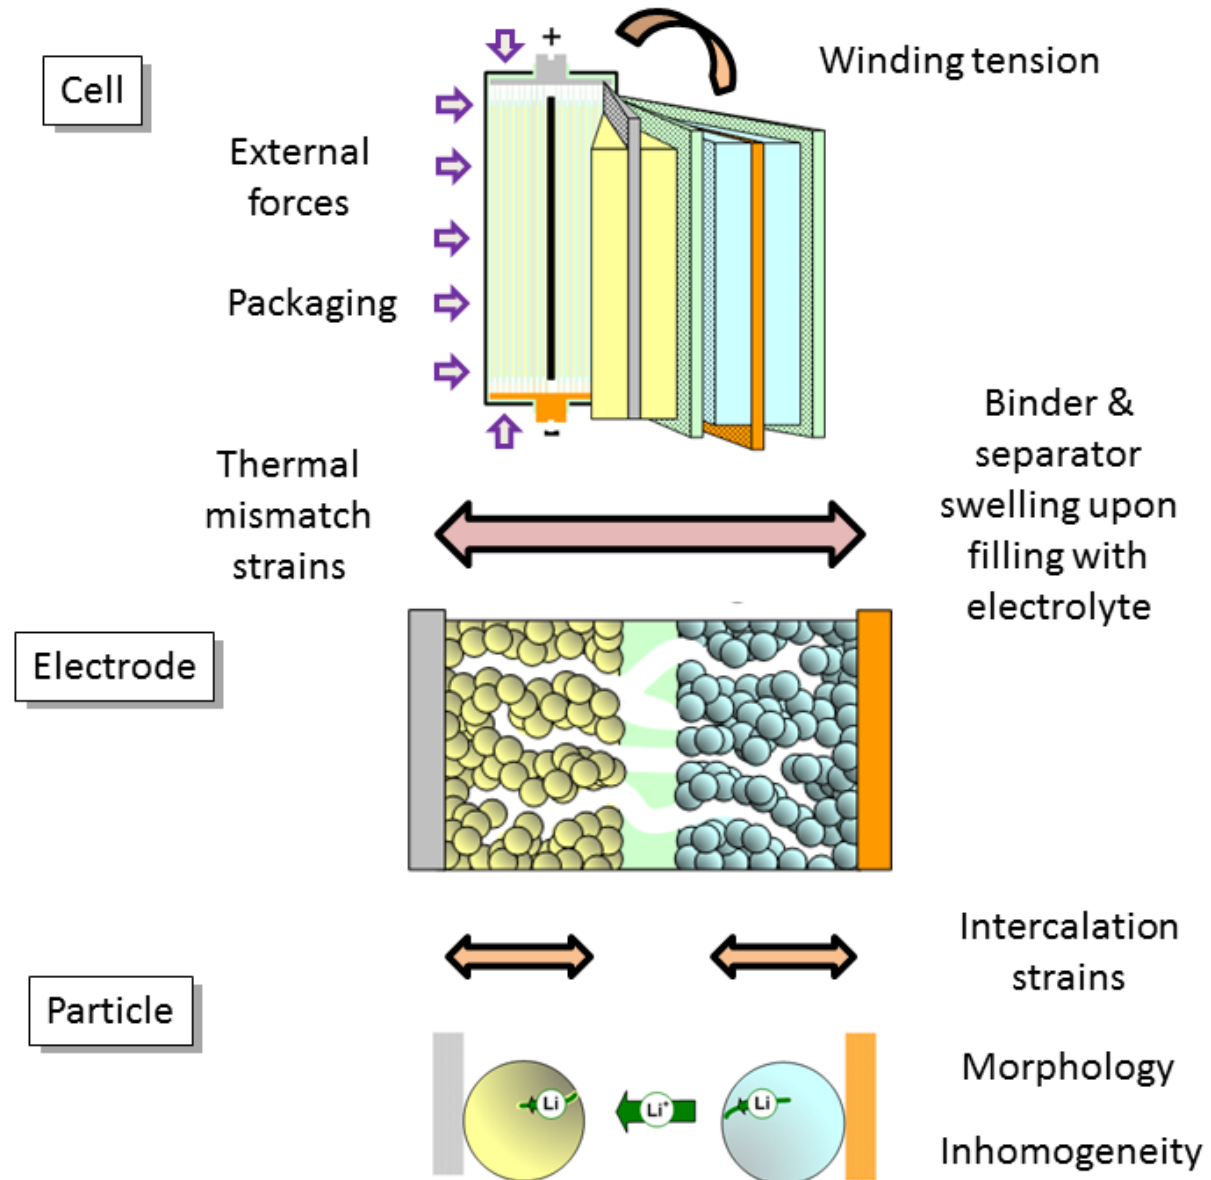 Cell
+
Winding tension
External
forces
Packaging
-
Thermal
mismatch
strains
Binder &
separator
swelling upon
filling with
electrolyte
Electrode
Intercalation
strains
Particle
Li
Li+
Li
Morphology
Inhomogeneity